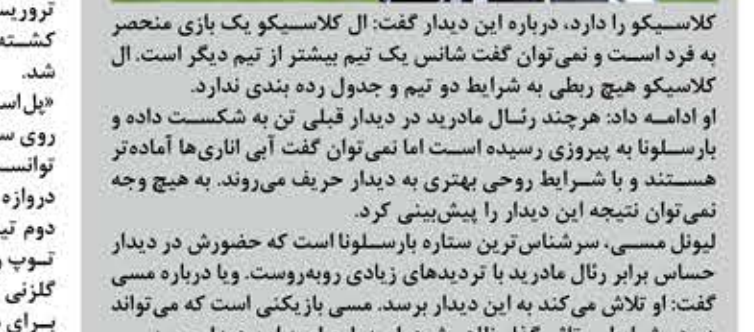 کلاسیکو را دارد، درباره این دیدار گفت: ال کلاسیکو یک بازی منحصر
به فرد است و نمی‌توان گفت شانس یک تیم بیشتر از تیم دیگر است. ال
کلاسیکو هیچ ربطی به شرایط دو تیم و جدول رده بندی ندارد.
او ادامه داد: هرچند رئال مادرید در دیدار قبلی تن به شکست داده و
بارسلونا به پیروزی رسیده است اما نمی‌توان گفت آبی اناری‌ها آماده‌تر
هستند و با شرایط روحی بهتری به دیدار حریف می‌روند. به هیچ وجه
نمی‌توان نتیجه این دیدار را پیش‌بینی کرد.
لیونل مسی، سرشناس‌ترین ستاره بارسلونا است که حضورش در دیدار
حساس برابر رئال مادرید با تردیدهای زیادی روبه‌روست. ویا درباره مسی
گفت: او تلاش می‌کند به این دیدار برسد. مسی بازیکنی است که می‌تواند
کشته
شد.
«پل
روی
دروازه
دوم
توپ
گلزنی
برای